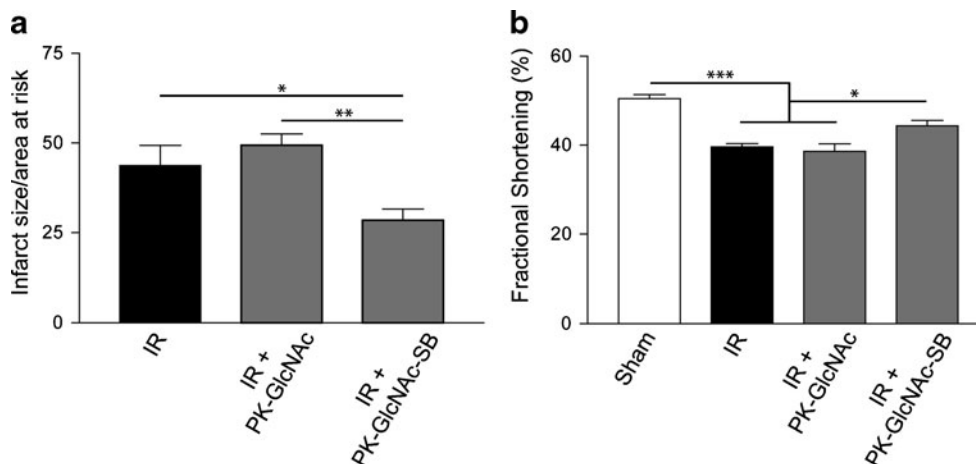 a
75
50
25
0
Infarct size/area at risk
*
**
IR
IR +
PK-GlcNAc
IR +
PK-GlcNAc-SB
b
60
40
20
0
Fractional Shortening (%)
***
*
Sham
IR
IR +
PK-GlcNAc
IR +
PK-GlcNAc-SB